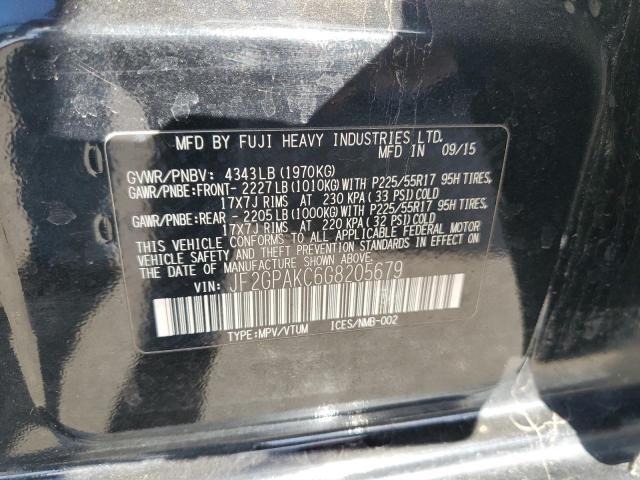 MFD BY FUJI HEAVY INDUSTRIES LTD.
MFD IN 09/15
GVWR/PNBV: 4343LB(1970KG)
GAWR/PNBE:FRONT- 2227LB(1010KG)WITH P225/55R17 95H TIRES,
17X7J RIMS AT 230 KPA(33 PSI)COLD
GAWR/PNBE:REAR - 2205LB(1000KG)WITH P225/55R17 95H TIRES,
17X7J RIMS AT 220 KPA(32 PSI)COLD
THIS VEHICLE CONFORMS TO ALL APPLICABLE FEDERAL MOTOR
VEHICLE SAFETY, BUMPER, AND THEFT PREVENTION STANDARDS IN EFFECT
ON THE DATE OF MANUFACTURE SHOWN ABOVE.
VIN: JF2GPAKC6G8205679
TYPE:MPV/VTUM ICES/NMB-002